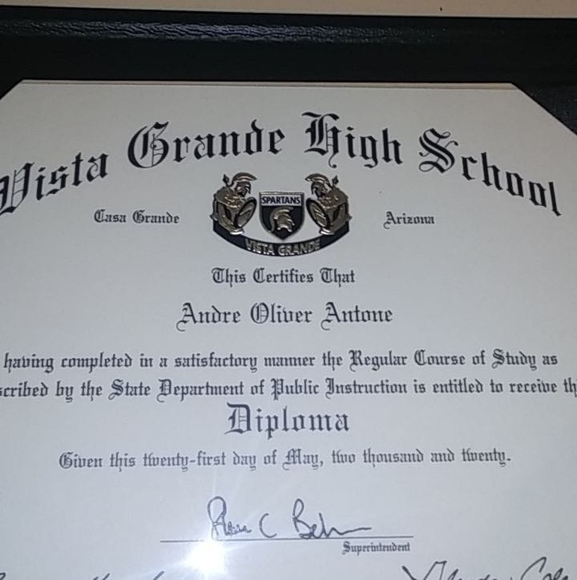 Vista Grande High School
Casa Grande
SPARTANS
Arizona
VISTA GRANDE
This Certifies That
Andre Oliver Antone
having completed in a satisfactory manner the Regular Course of Study as
scribed by the State Department of Public Instruction is entitled to receive th
Diploma
Given this twenty-first day of May, two thousand and twenty.
Superintendent